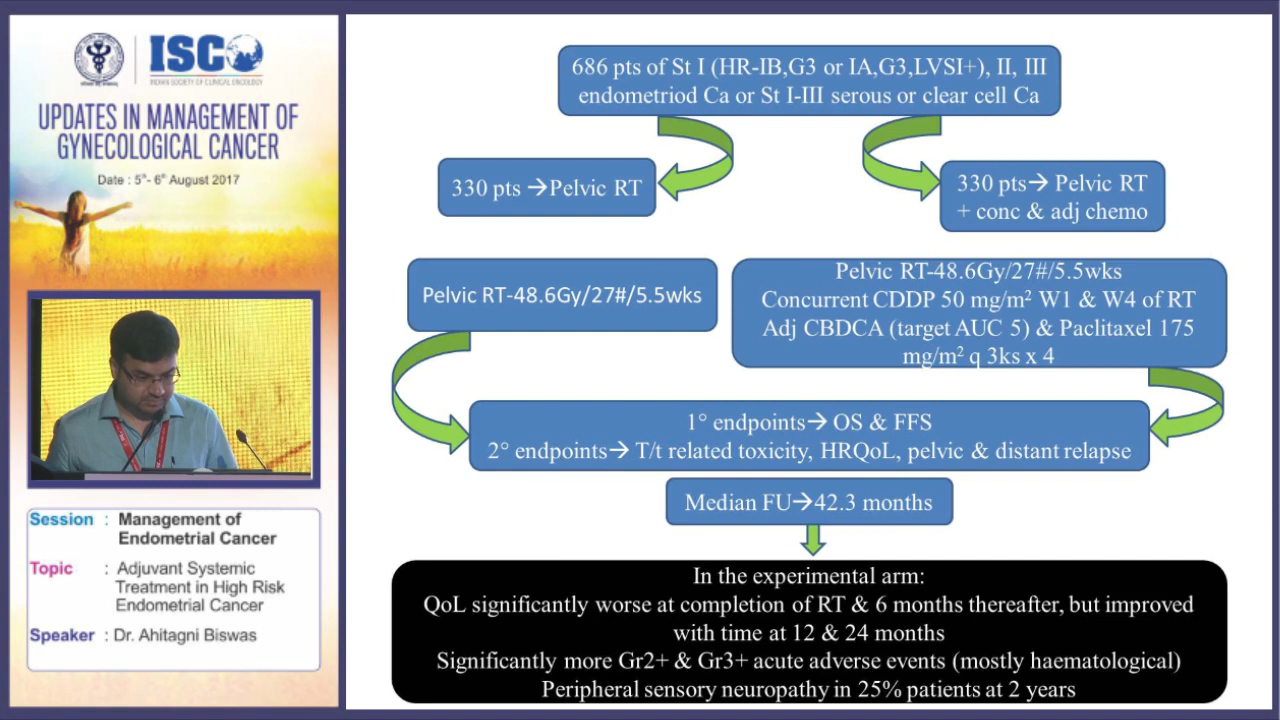 ISCO
INDIAN SOCIETY OF CLINICAL ONCOLOGY
UPDATES IN MANAGEMENT OF
GYNECOLOGICAL CANCER
Date : 5th- 6th August 2017
Session : Management of
Endometrial Cancer
Topic : Adjuvant Systemic
Treatment in High Risk
Endometrial Cancer
Speaker : Dr. Ahitagni Biswas
686 pts of St I (HR-IB,G3 or IA,G3,LVSI+), II, III
endometriod Ca or St I-III serous or clear cell Ca
330 pts →Pelvic RT
330 pts→ Pelvic RT
+ conc & adj chemo
Pelvic RT-48.6Gy/27#/5.5wks
Pelvic RT-48.6Gy/27#/5.5wks
Concurrent CDDP 50 mg/m² W1 & W4 of RT
Adj CBDCA (target AUC 5) & Paclitaxel 175
mg/m² q 3ks x 4
1° endpoints→ OS & FFS
2° endpoints→ T/t related toxicity, HRQoL, pelvic & distant relapse
Median FU→42.3 months
In the experimental arm:
QoL significantly worse at completion of RT & 6 months thereafter, but improved
with time at 12 & 24 months
Significantly more Gr2+ & Gr3+ acute adverse events (mostly haematological)
Peripheral sensory neuropathy in 25% patients at 2 years